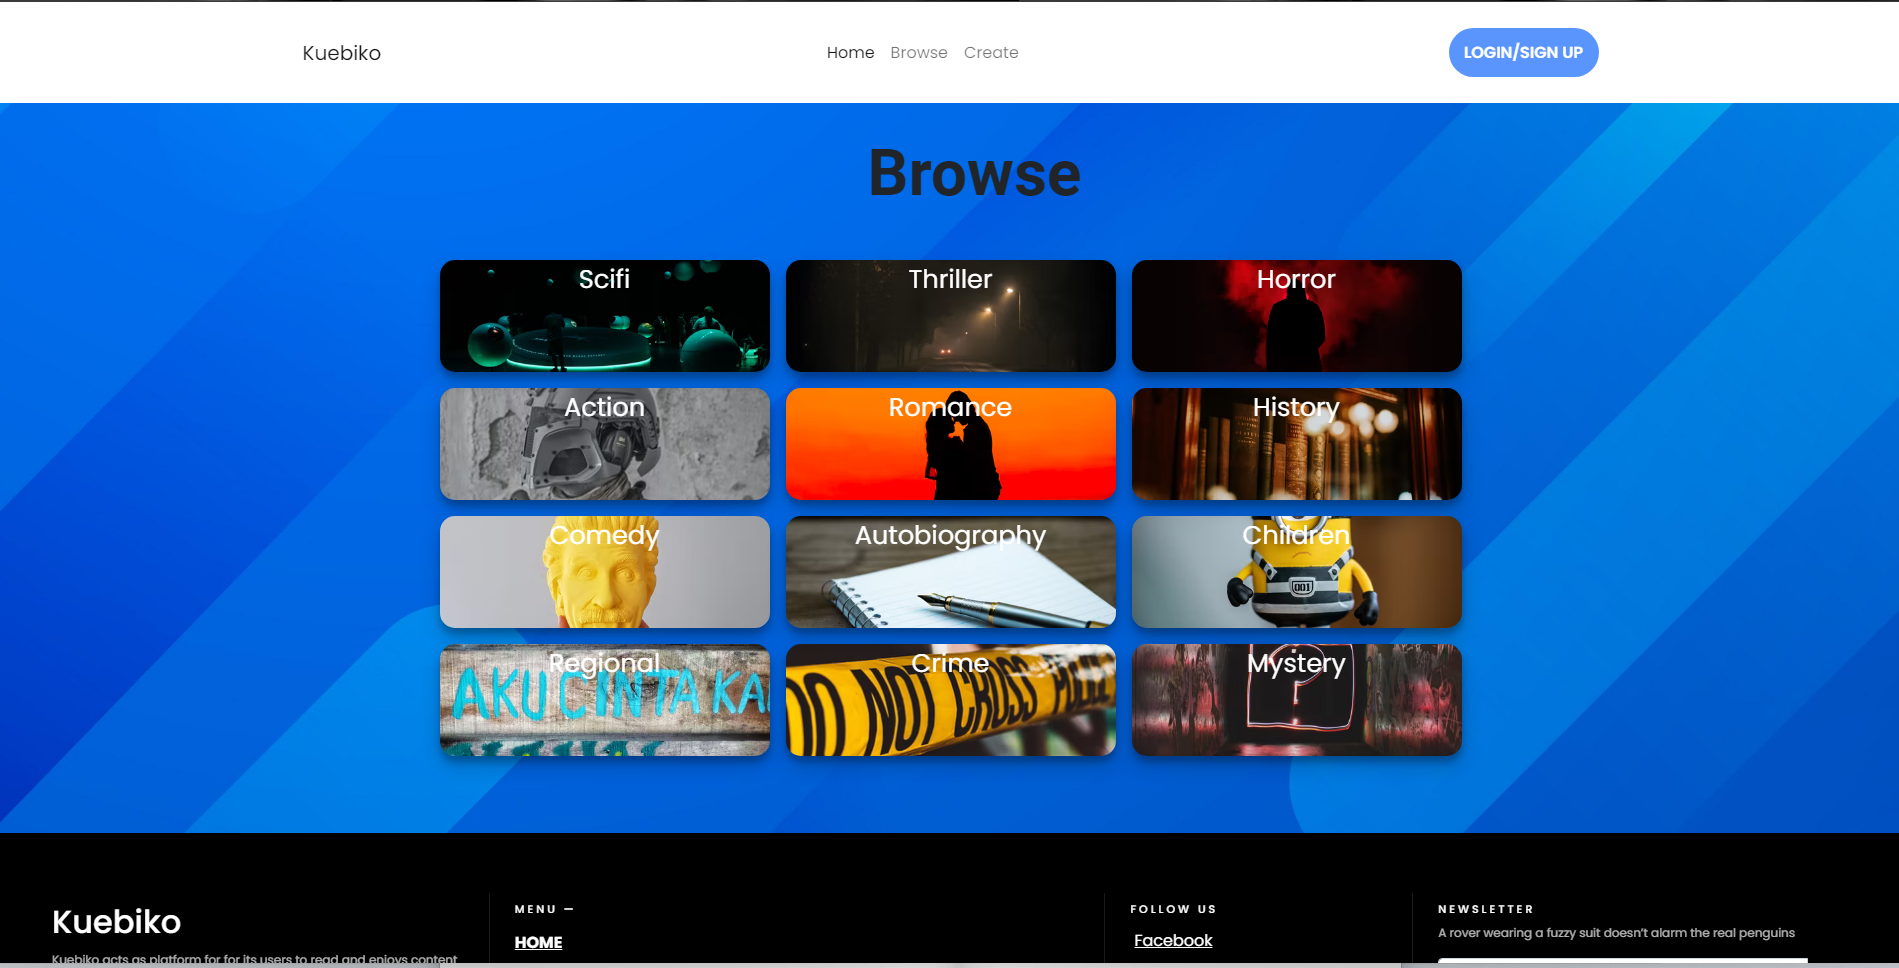 Kuebiko
Home Browse Create
LOGIN/SIGN UP
Browse
Scifi
Thriller
Horror
Action
Romance
History
Comedy
Autobiography
Children
001
Regional
AKU CINTA KA
Crime
DO NOT CROSS POLICE
Mystery
?
Kuebiko
Kuebiko acts as platform for for its users to read and enjoys content
MENU —
HOME
FOLLOW US
Facebook
NEWSLETTER
A rover wearing a fuzzy suit doesn’t alarm the real penguins